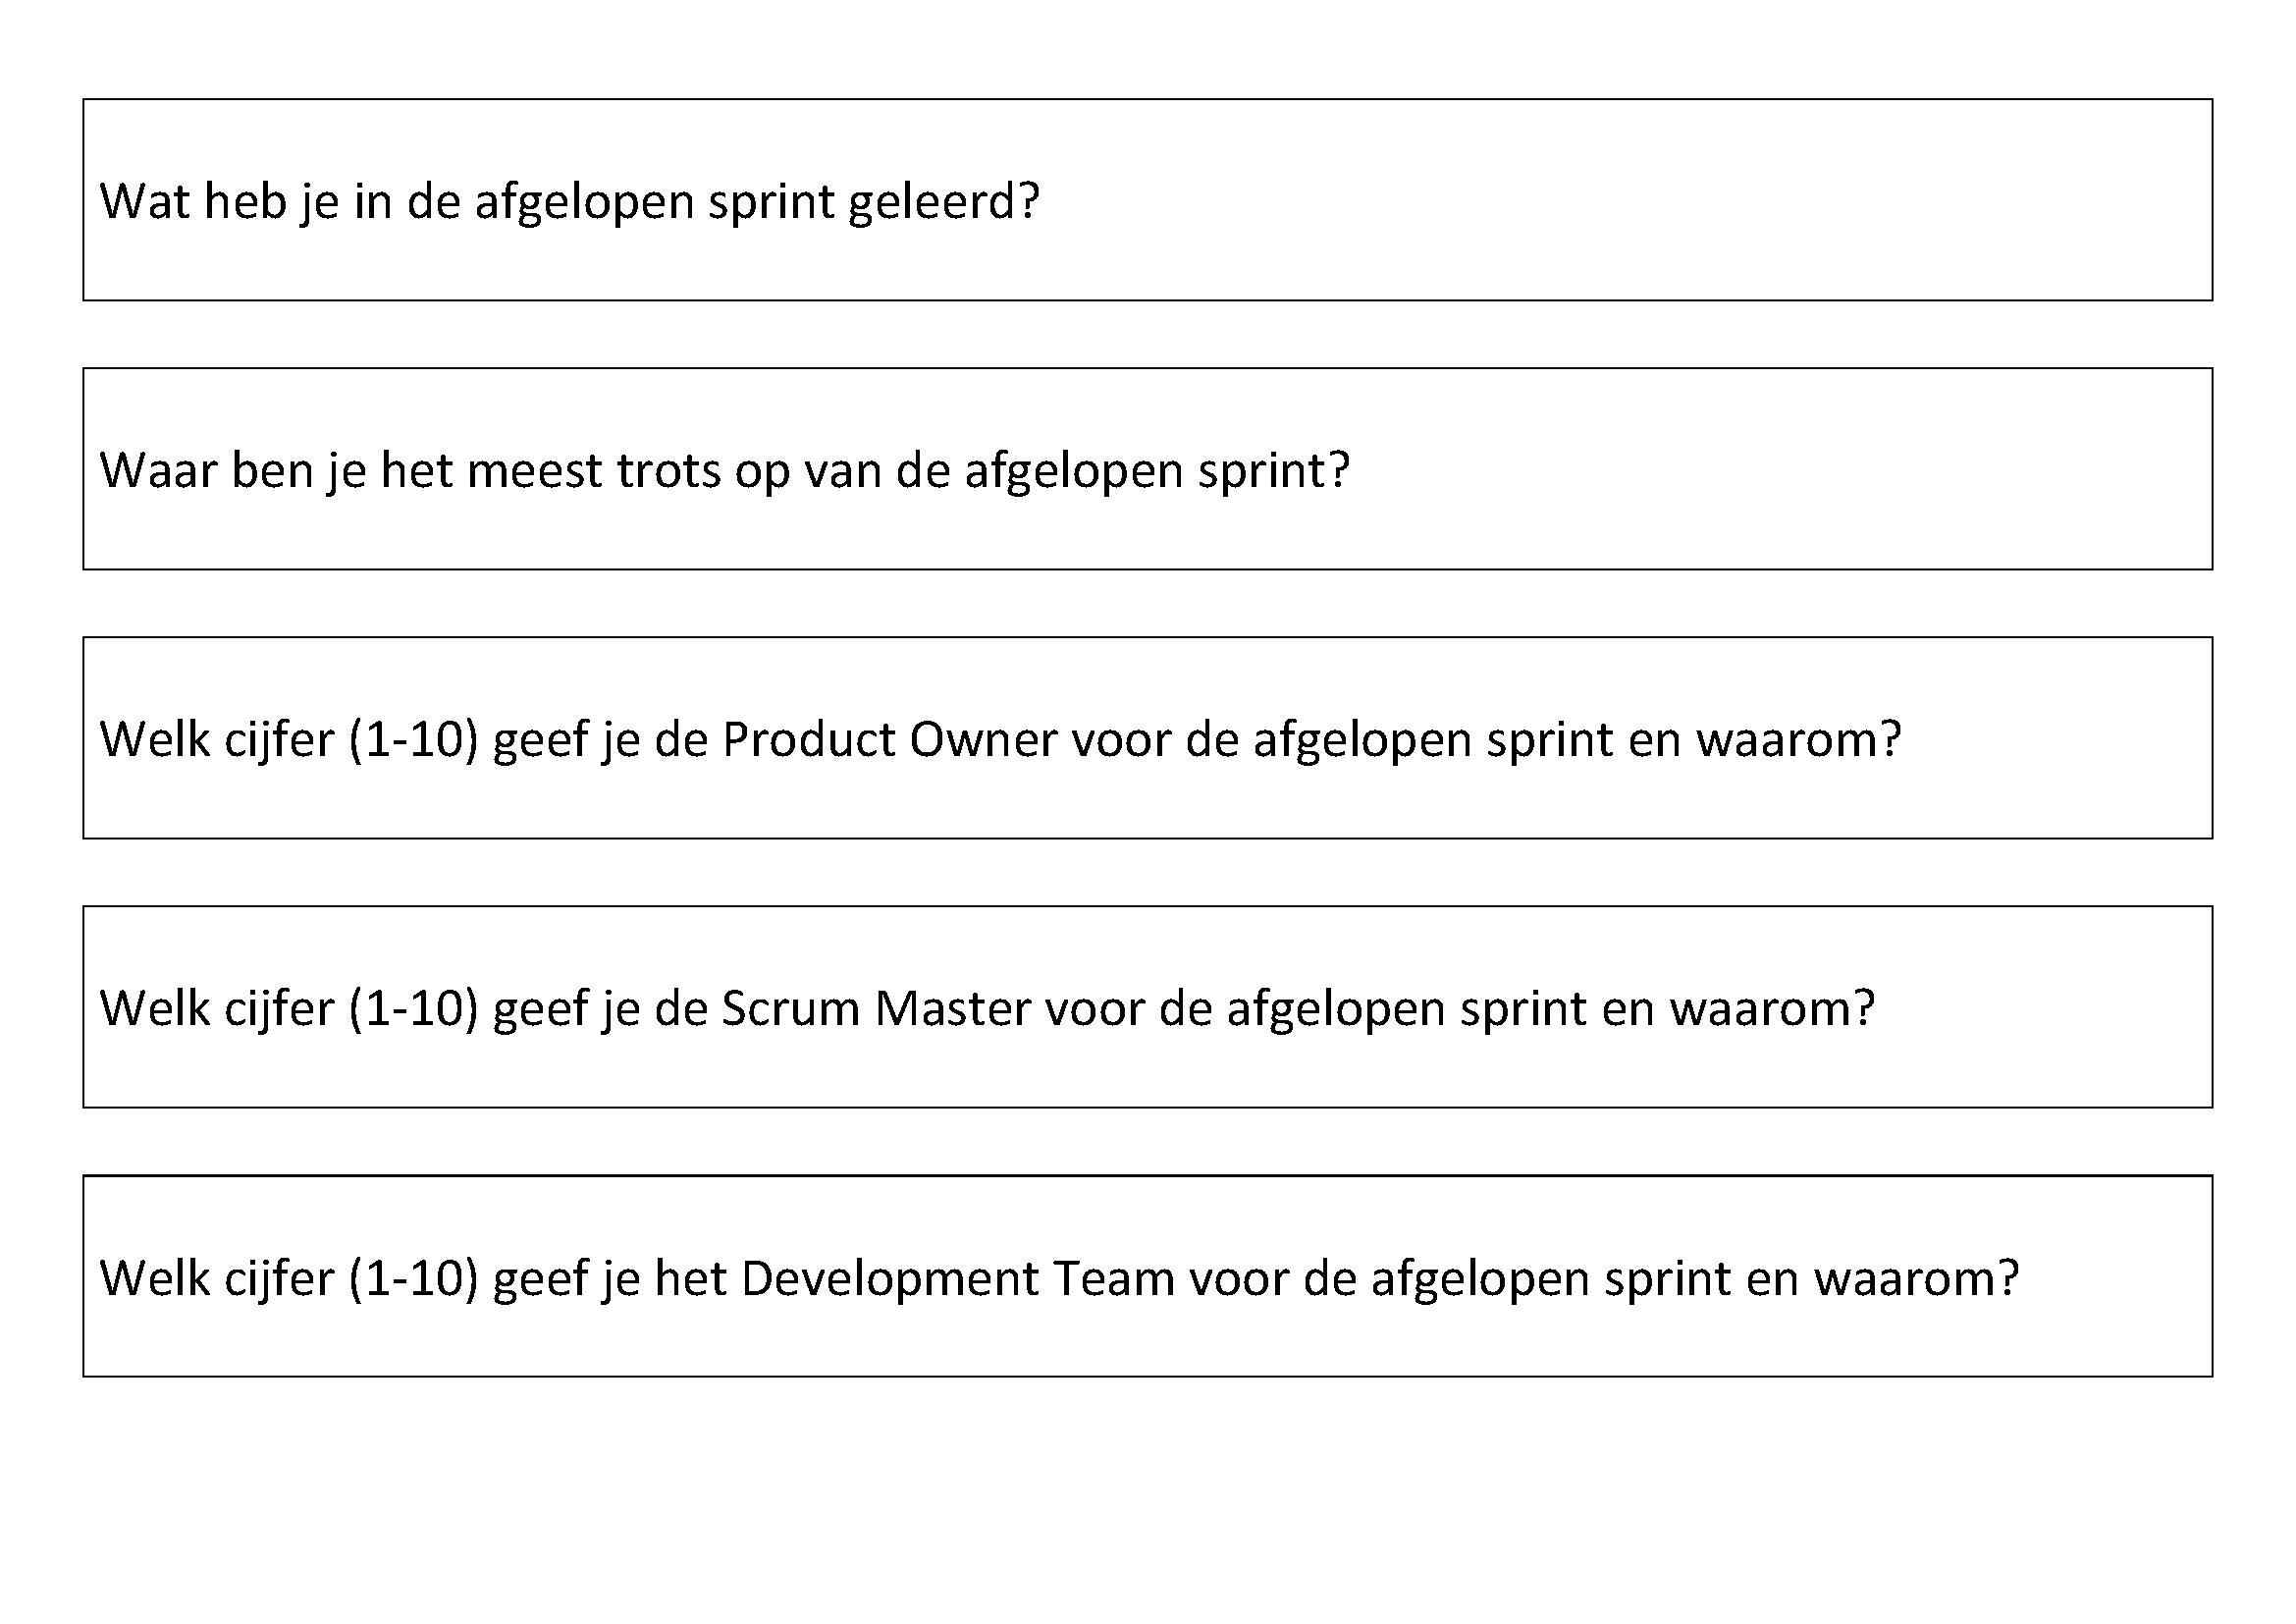 Wat heb je in de afgelopen sprint geleerd?
Waar ben je het meest trots op van de afgelopen sprint?
Welk cijfer (1-10) geef je de Product Owner voor de afgelopen sprint en waarom?
Welk cijfer (1-10) geef je de Scrum Master voor de afgelopen sprint en waarom?
Welk cijfer (1-10) geef je het Development Team voor de afgelopen sprint en waarom?